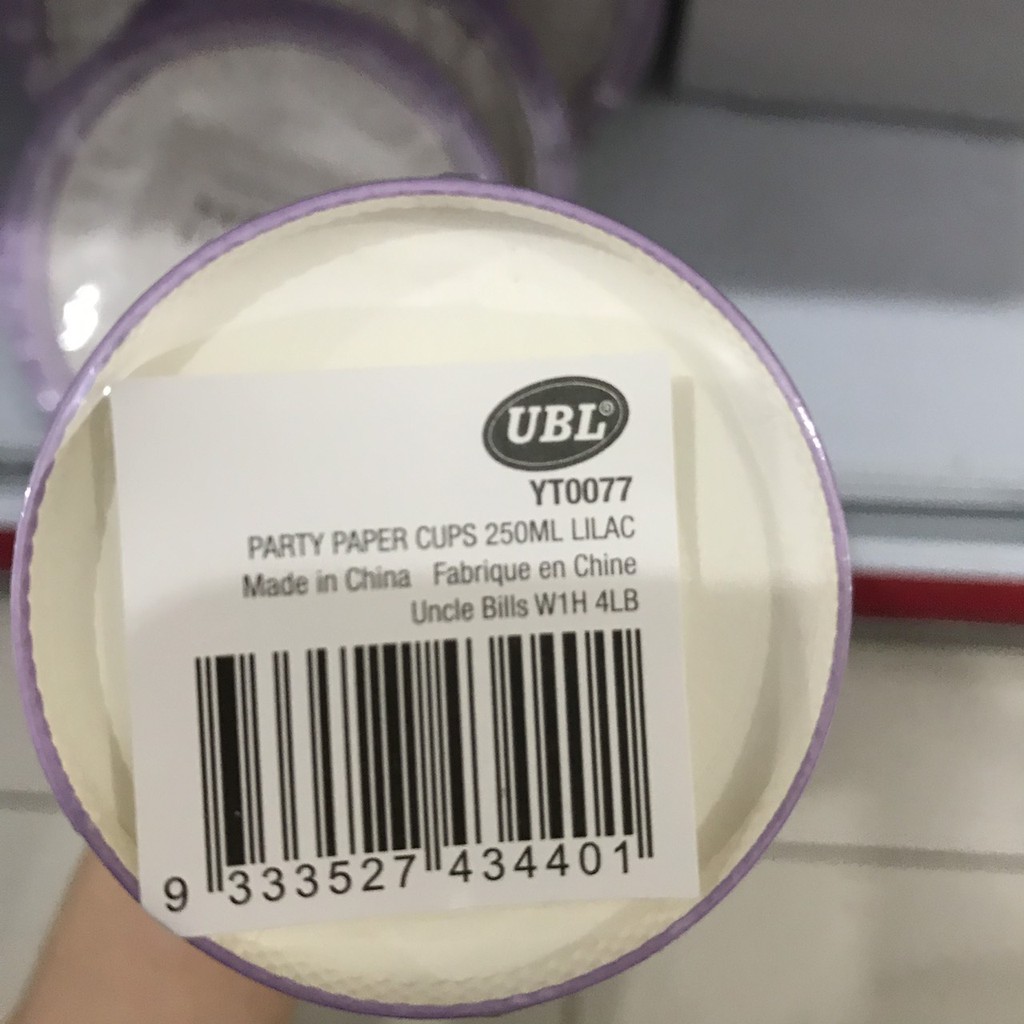 UBL®
YT0077
PARTY PAPER CUPS 250ML LILAC
Made in China Fabrique en Chine
Uncle Bills W1H 4LB
9 333527 434401